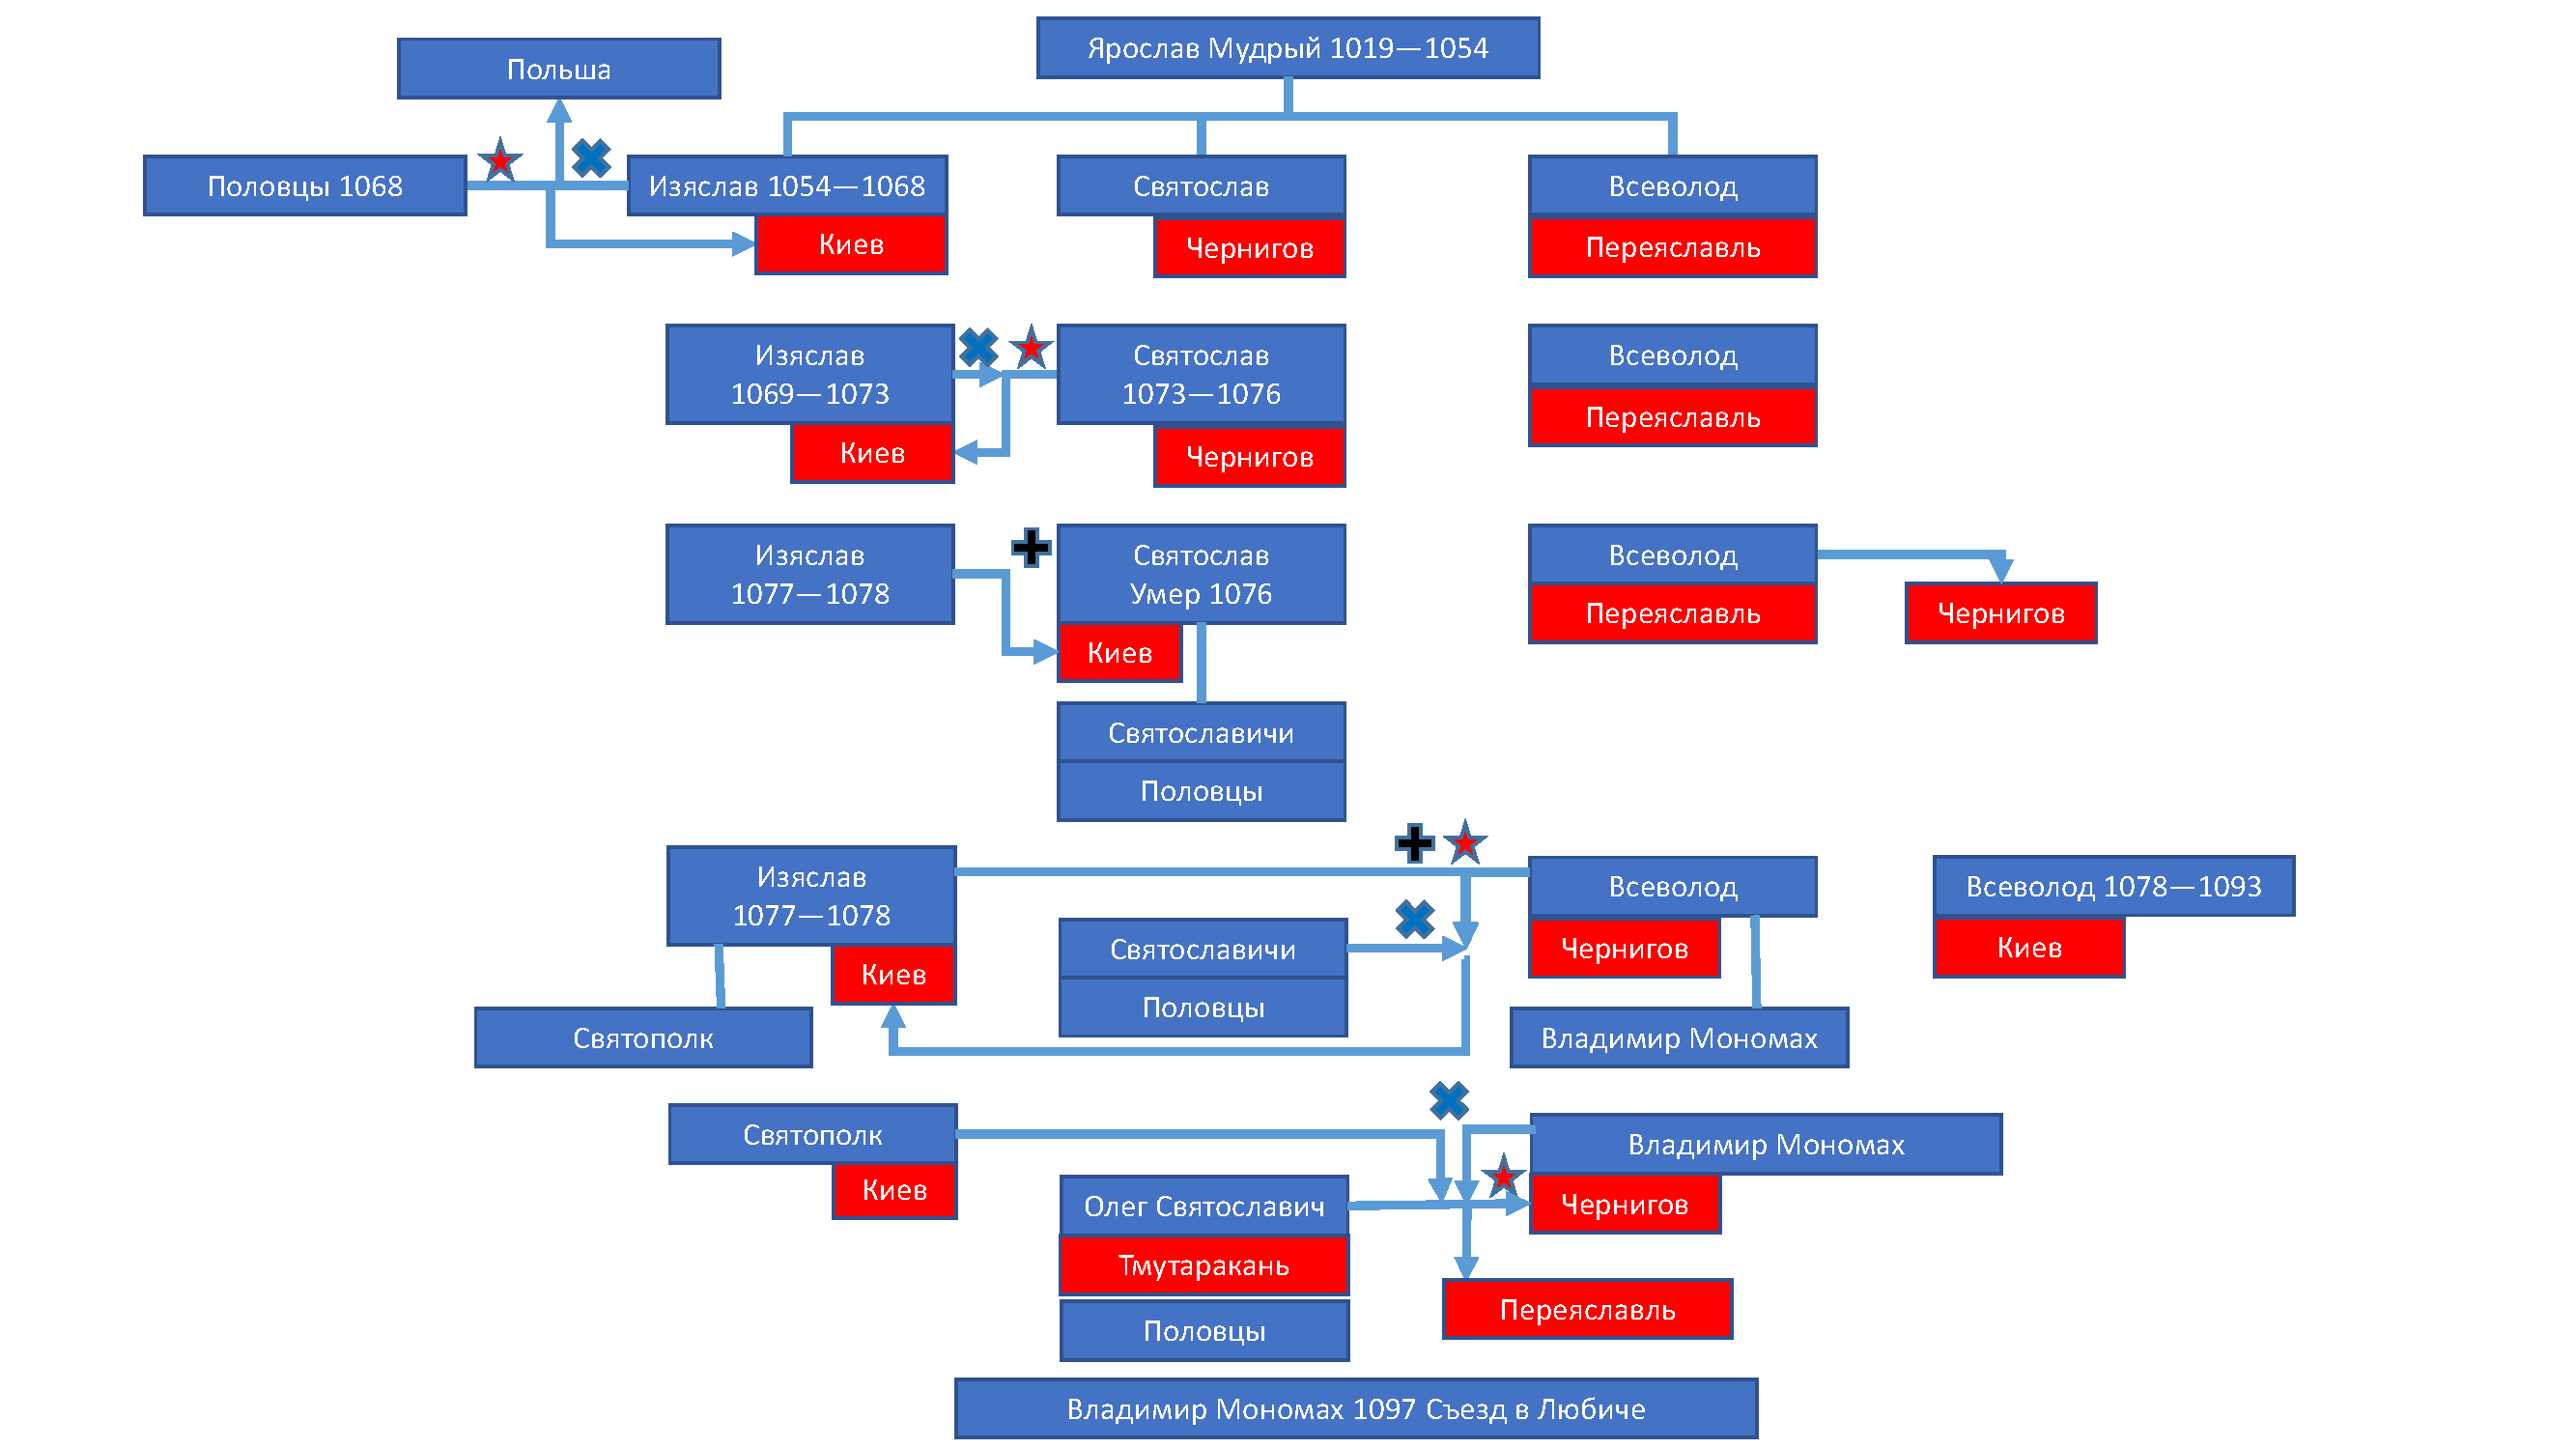 Ярослав Мудрый 1019—1054
Польша
Половцы 1068
Изяслав 1054—1068
Святослав
Всеволод
Киев
Чернигов
Переяславль
Изяслав
1069—1073
Святослав
1073—1076
Всеволод
Киев
Чернигов
Переяславль
Изяслав
1077—1078
Святослав
Умер 1076
Всеволод
Переяславль
Чернигов
Киев
Святославичи
Половцы
Изяслав
1077—1078
Всеволод
Всеволод 1078—1093
Киев
Святославичи
Чернигов
Киев
Половцы
Святополк
Владимир Мономах
Святополк
Владимир Мономах
Киев
Олег Святославич
Чернигов
Тмутаракань
Переяславль
Половцы
Владимир Мономах 1097 Съезд в Любиче